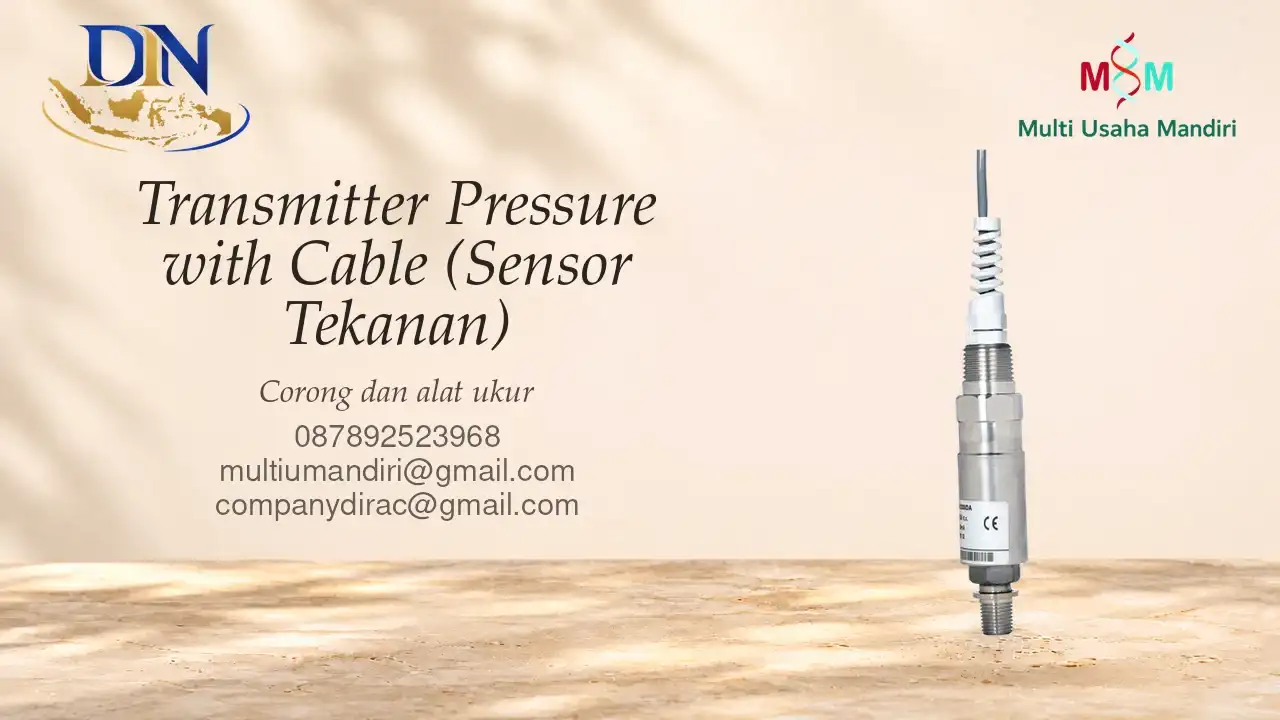 DIN
M M
Multi Usaha Mandiri
Transmitter Pressure
with Cable (Sensor
Tekanan)
Corong dan alat ukur
087892523968
multiumandiri@gmail.com
companydirac@gmail.com
CE